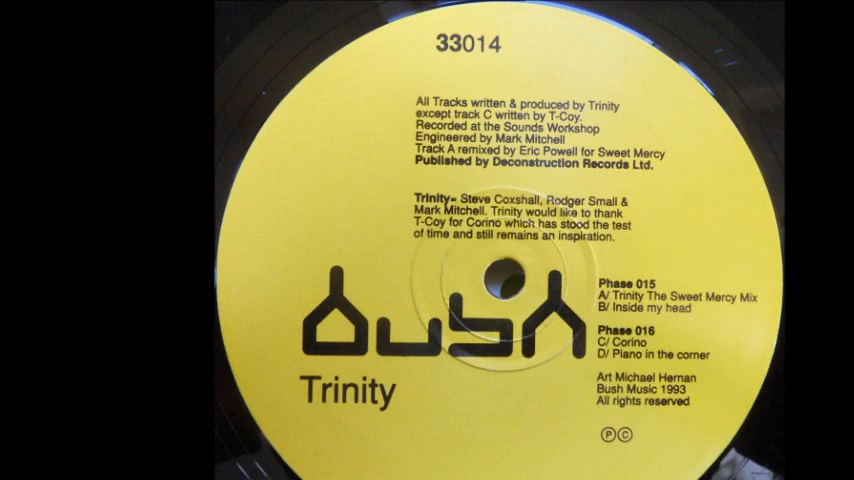 33014
All Tracks written & produced by Trinity
except track C written by T-Coy.
Recorded at the Sounds Workshop
Engineered by Mark Mitchell
Track A remixed by Eric Powell for Sweet Mercy
Published by Deconstruction Records Ltd.
Trinity= Steve Coxshall, Rodger Small &
Mark Mitchell. Trinity would like to thank
T-Coy for Corino which has stood the test
of time and still remains an inspiration.
bush
Trinity
Phase 015
A/ Trinity The Sweet Mercy Mix
B/ Inside my head
Phase 016
C/ Corino
D/ Piano in the corner
Art Michael Hernan
Bush Music 1993
All rights reserved
Ⓟ©